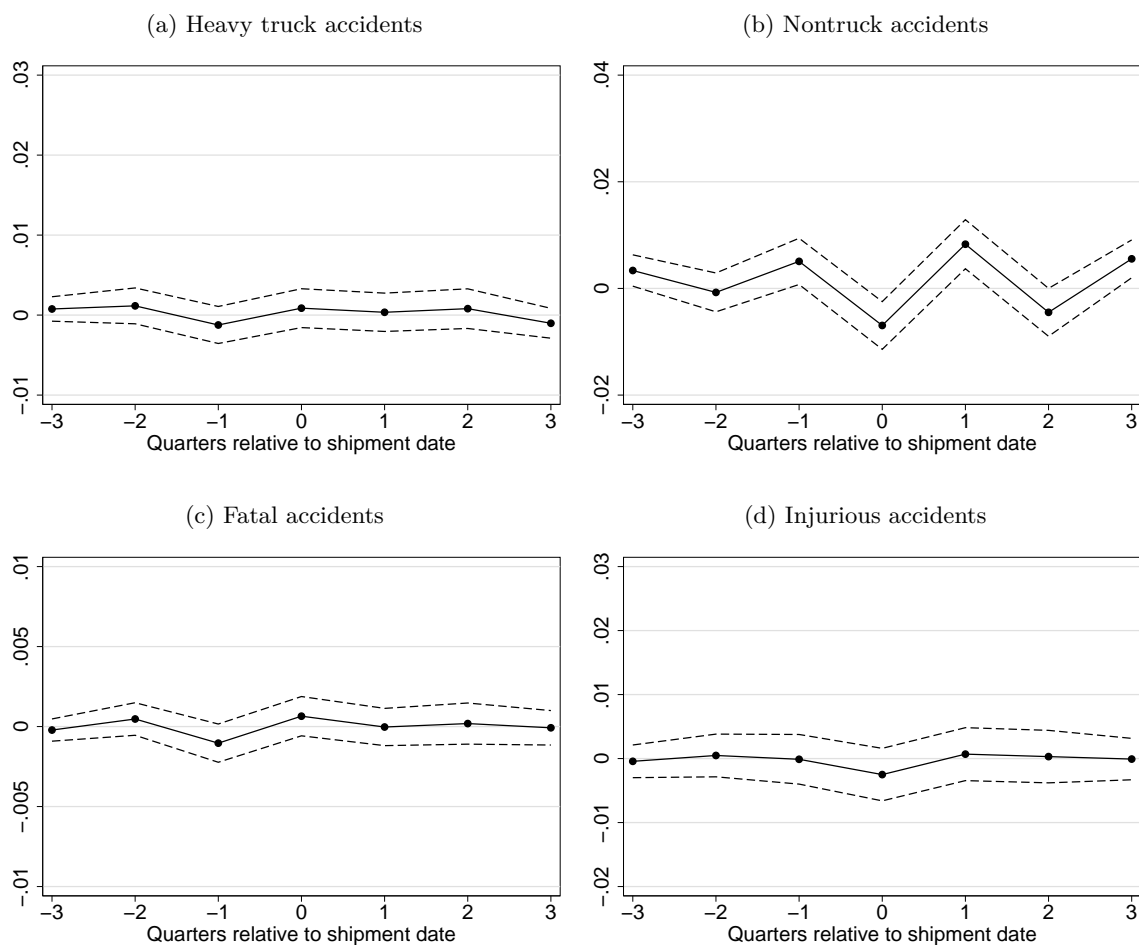 (a) Heavy truck accidents
.03
.02
.01
0
-.01
-3 -2 -1 0 1 2 3
Quarters relative to shipment date
(b) Nontruck accidents
.04
.02
0
-.02
-3 -2 -1 0 1 2 3
Quarters relative to shipment date
(c) Fatal accidents
.01
.005
0
-.005
-.01
-3 -2 -1 0 1 2 3
Quarters relative to shipment date
(d) Injurious accidents
.03
.02
.01
0
-.01
-.02
-3 -2 -1 0 1 2 3
Quarters relative to shipment date